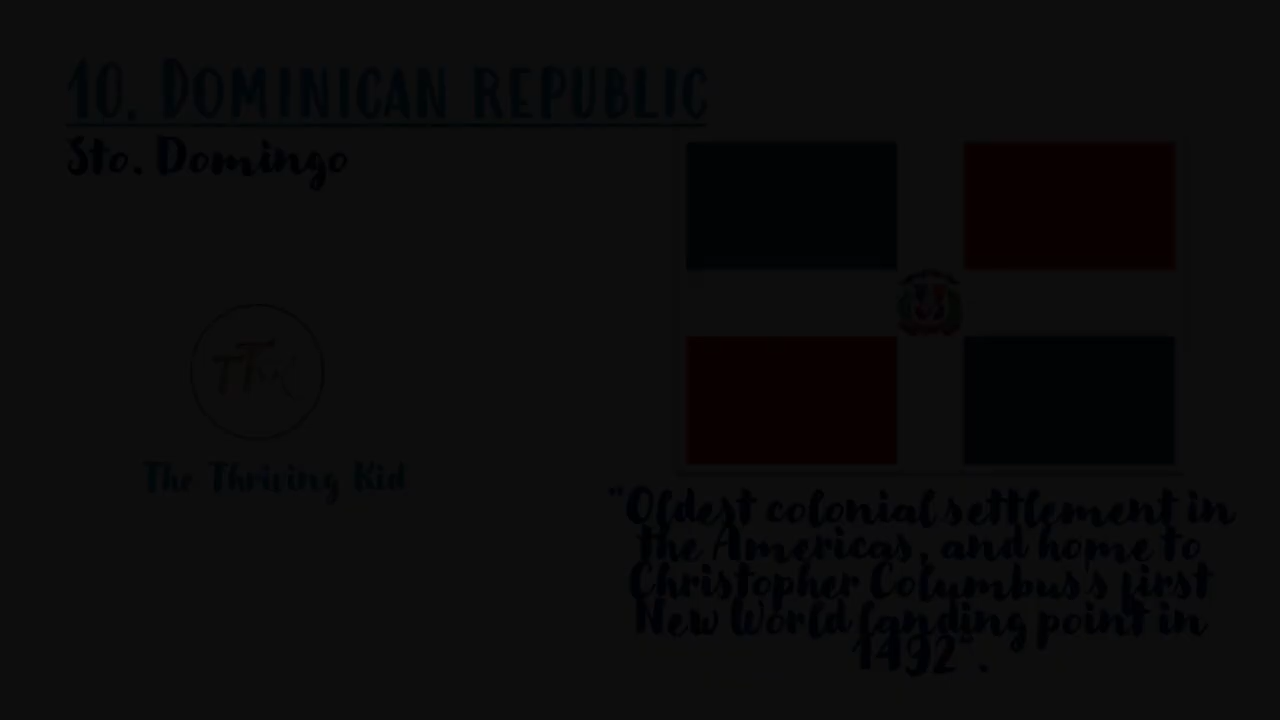 10. DOMINICAN REPUBLIC
Sto. Domingo
TTK
The Thriving Kid
"Oldest colonial settlement in
the Americas, and home to
Christopher Columbus's first
New World landing point in
1492".